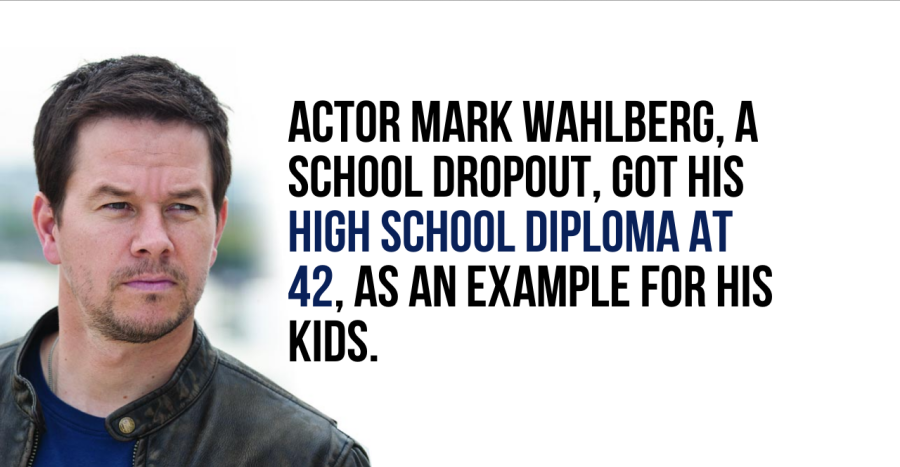 ACTOR MARK WAHLBERG, A
SCHOOL DROPOUT, GOT HIS
HIGH SCHOOL DIPLOMA AT
42, AS AN EXAMPLE FOR HIS
KIDS.